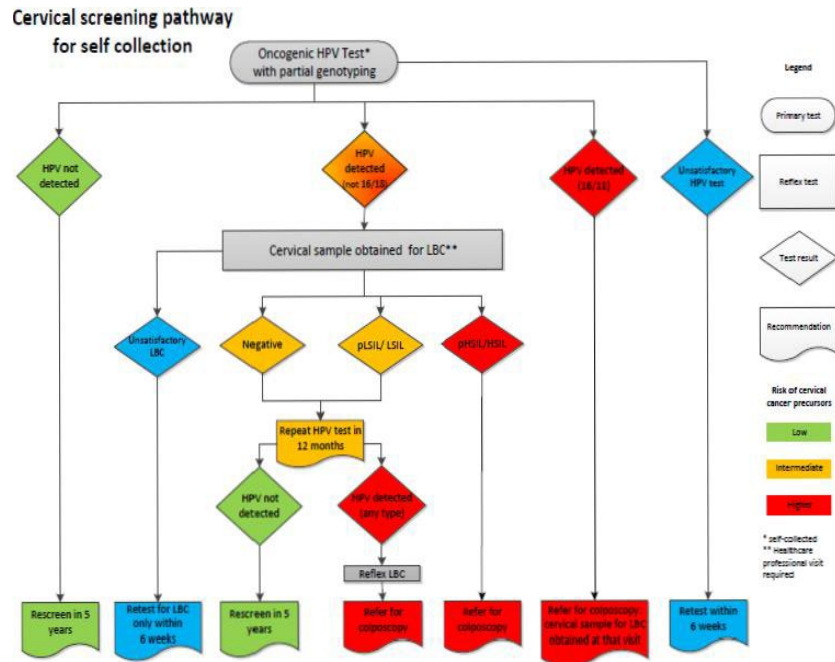 Cervical screening pathway
for self collection
Oncogenic HPV Test*
with partial genotyping
HPV not
detected
HPV
detected
(not 16/18)
HPV detected
(16/18)
Unsatisfactory
HPV test
Cervical sample obtained for LBC**
Unsatisfactory
LBC
Negative
pLSIL/ LSIL
pHSIL/HSIL
Repeat HPV test in
12 months
HPV not
detected
HPV detected
(any type)
Reflex LBC
Rescreen in 5
years
Retest for LBC
only within
6 weeks
Rescreen in 5
years
Refer for
colposcopy
Refer for
colposcopy
Refer for colposcopy
cervical sample for LBC
obtained at that visit
Retest within
6 weeks
Legend
Primary test
Reflex test
Test result
Recommendation
Risk of cervical
cancer precursors
Low
Intermediate
Higher
* self-collected
** Healthcare
professional visit
required